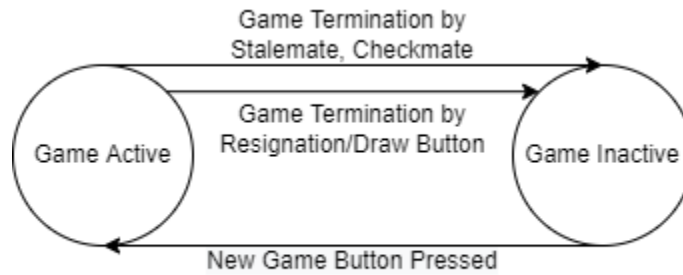 Game Termination by
Stalemate, Checkmate
Game Termination by
Resignation/Draw Button
Game Active
Game Inactive
New Game Button Pressed